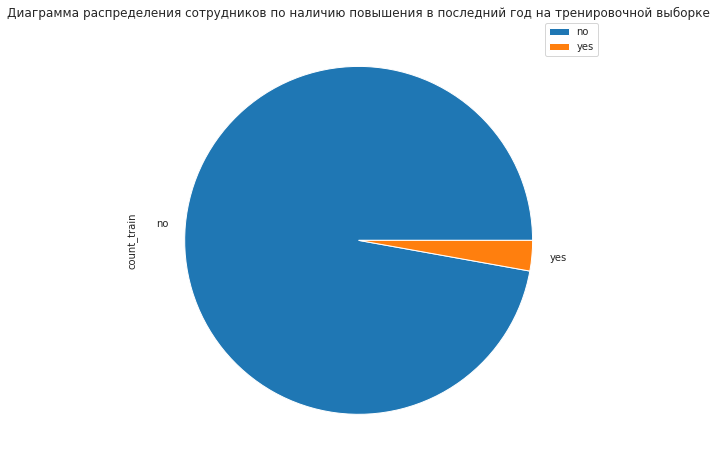 Диаграмма распределения сотрудников по наличию повышения в последний год на тренировочной выборке
no
yes
no
count_train
yes